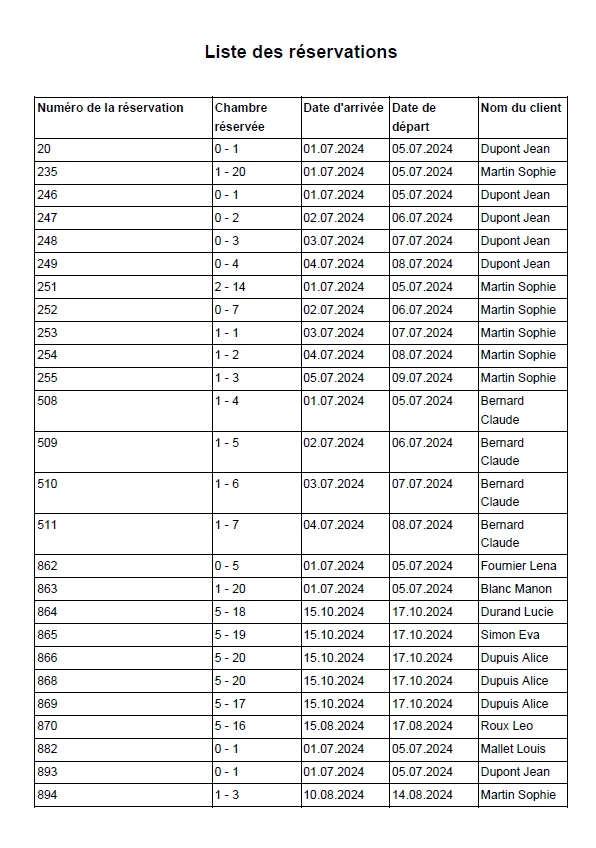 Liste des réservations
Numéro de la réservation Chambre réservée Date d'arrivée Date de départ Nom du client
20 0 - 1 01.07.2024 05.07.2024 Dupont Jean
235 1 - 20 01.07.2024 05.07.2024 Martin Sophie
246 0 - 1 01.07.2024 05.07.2024 Dupont Jean
247 0 - 2 02.07.2024 06.07.2024 Dupont Jean
248 0 - 3 03.07.2024 07.07.2024 Dupont Jean
249 0 - 4 04.07.2024 08.07.2024 Dupont Jean
251 2 - 14 01.07.2024 05.07.2024 Martin Sophie
252 0 - 7 02.07.2024 06.07.2024 Martin Sophie
253 1 - 1 03.07.2024 07.07.2024 Martin Sophie
254 1 - 2 04.07.2024 08.07.2024 Martin Sophie
255 1 - 3 05.07.2024 09.07.2024 Martin Sophie
508 1 - 4 01.07.2024 05.07.2024 Bernard Claude
509 1 - 5 02.07.2024 06.07.2024 Bernard Claude
510 1 - 6 03.07.2024 07.07.2024 Bernard Claude
511 1 - 7 04.07.2024 08.07.2024 Bernard Claude
862 0 - 5 01.07.2024 05.07.2024 Fournier Lena
863 1 - 20 01.07.2024 05.07.2024 Blanc Manon
864 5 - 18 15.10.2024 17.10.2024 Durand Lucie
865 5 - 19 15.10.2024 17.10.2024 Simon Eva
866 5 - 20 15.10.2024 17.10.2024 Dupuis Alice
868 5 - 20 15.10.2024 17.10.2024 Dupuis Alice
869 5 - 17 15.10.2024 17.10.2024 Dupuis Alice
870 5 - 16 15.08.2024 17.08.2024 Roux Leo
882 0 - 1 01.07.2024 05.07.2024 Mallet Louis
893 0 - 1 01.07.2024 05.07.2024 Dupont Jean
894 1 - 3 10.08.2024 14.08.2024 Martin Sophie